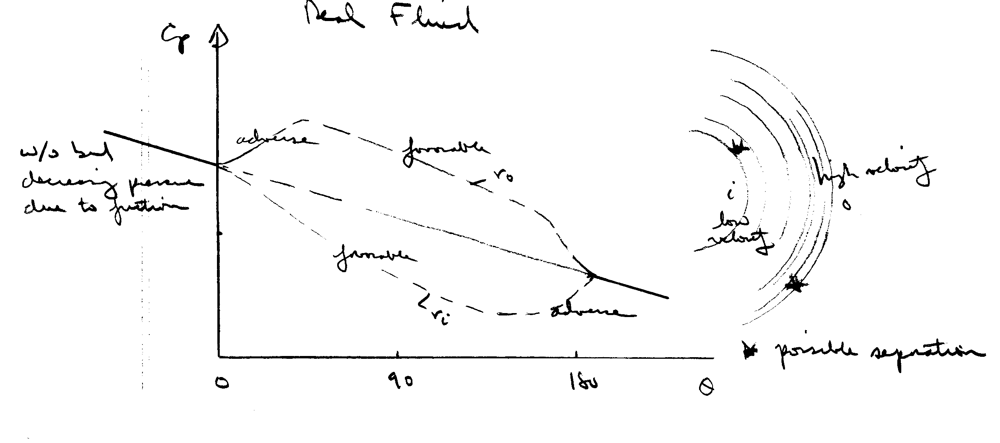 Real Fluid
Cp
adverse
favorable
w/o bend
decreasing pressure
due to friction
ro
high velocity
i
o
low
velocity
favorable
ri
adverse
possible separation
0
90
180
θ